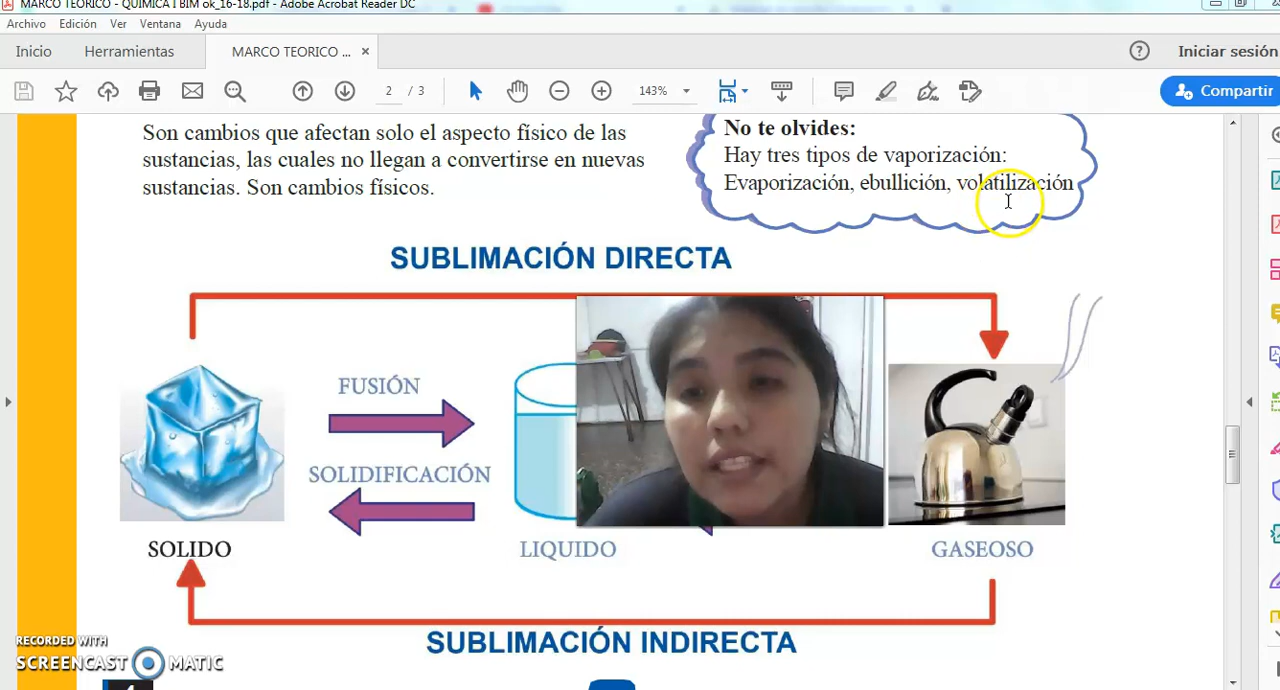 MARCO TEORICO - QUIMICA I BIM ok_16-18.pdf - Adobe Acrobat Reader DC
Archivo Edición Ver Ventana Ayuda
Inicio Herramientas MARCO TEORICO ... × Iniciar sesión
2 / 3 143% Compartir
Son cambios que afectan solo el aspecto físico de las
sustancias, las cuales no llegan a convertirse en nuevas
sustancias. Son cambios físicos.
No te olvides:
Hay tres tipos de vaporización:
Evaporización, ebullición, volatilización
SUBLIMACIÓN DIRECTA
FUSIÓN
SOLIDIFICACIÓN
SOLIDO LIQUIDO GASEOSO
SUBLIMACIÓN INDIRECTA
RECORDED WITH
SCREENCAST MATIC